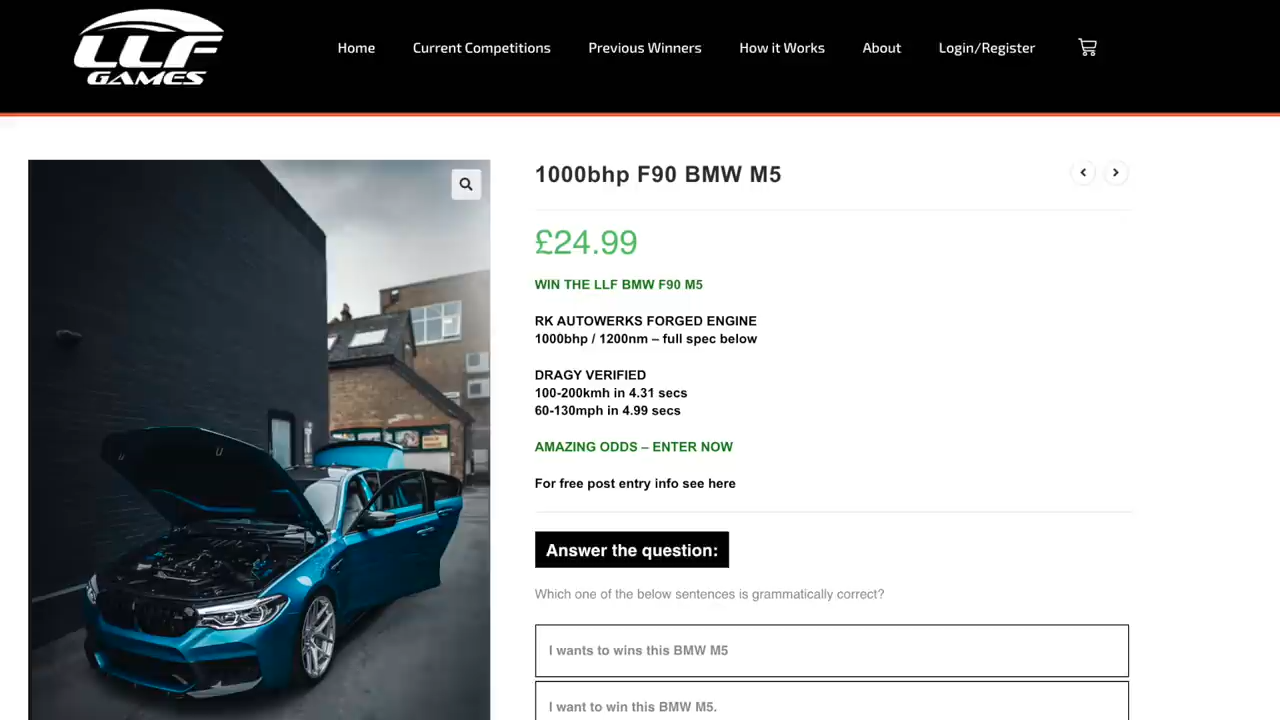 LLF
GAMES
Home
Current Competitions
Previous Winners
How it Works
About
Login/Register
1000bhp F90 BMW M5
£24.99
WIN THE LLF BMW F90 M5
RK AUTOWERKS FORGED ENGINE
1000bhp / 1200nm – full spec below
DRAGY VERIFIED
100-200kmh in 4.31 secs
60-130mph in 4.99 secs
AMAZING ODDS – ENTER NOW
For free post entry info see here
Answer the question:
Which one of the below sentences is grammatically correct?
I wants to wins this BMW M5
I want to win this BMW M5.